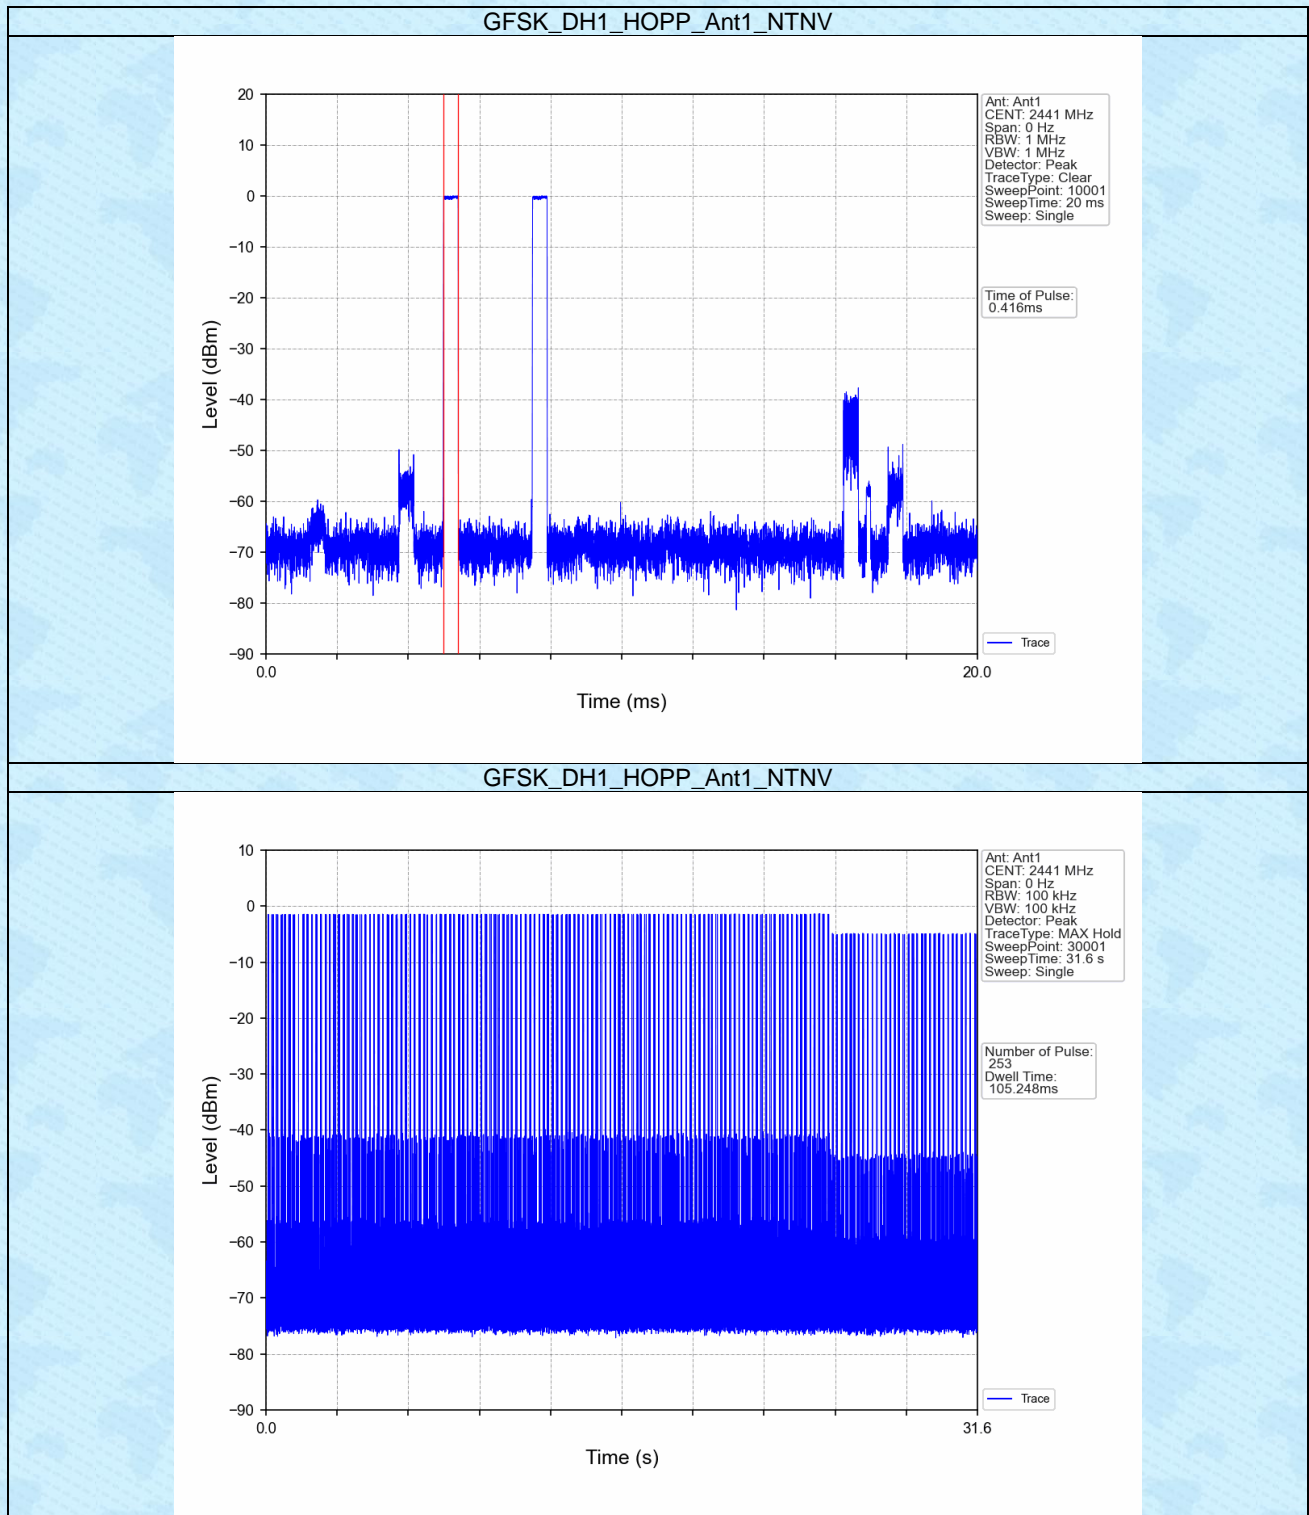 GFSK_DH1_HOPP_Ant1_NTNV
20
10
0
−10
−20
−30
−40
−50
−60
−70
−80
−90
Level (dBm)
0.0
20.0
Time (ms)
Ant: Ant1
CENT: 2441 MHz
Span: 0 Hz
RBW: 1 MHz
VBW: 1 MHz
Detector: Peak
TraceType: Clear
SweepPoint: 10001
SweepTime: 20 ms
Sweep: Single
Time of Pulse:
0.416ms
Trace
GFSK_DH1_HOPP_Ant1_NTNV
10
0
−10
−20
−30
−40
−50
−60
−70
−80
−90
Level (dBm)
0.0
31.6
Time (s)
Ant: Ant1
CENT: 2441 MHz
Span: 0 Hz
RBW: 100 kHz
VBW: 100 kHz
Detector: Peak
TraceType: MAX Hold
SweepPoint: 30001
SweepTime: 31.6 s
Sweep: Single
Number of Pulse:
253
Dwell Time:
105.248ms
Trace